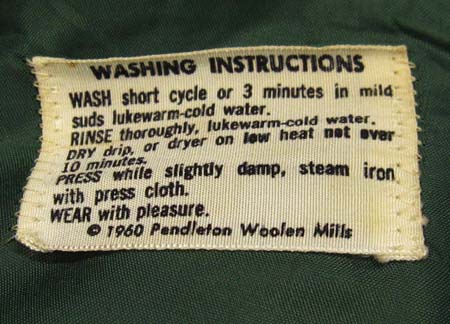 WASHING INSTRUCTIONS
WASH short cycle or 3 minutes in mild
suds lukewarm-cold water.
RINSE thoroughly, lukewarm-cold water.
DRY drip, or dryer on low heat not over
10 minutes.
PRESS while slightly damp, steam iron
with press cloth.
WEAR with pleasure.
© 1960 Pendleton Woolen Mills